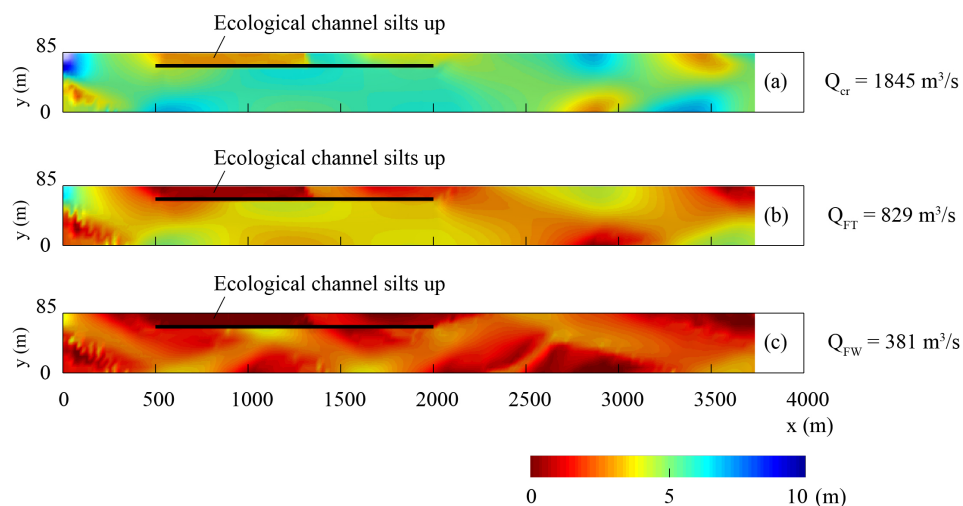 Ecological channel silts up
85
y (m)
0
(a)
Q_cr = 1845 m³/s
Ecological channel silts up
85
y (m)
0
(b)
Q_FT = 829 m³/s
Ecological channel silts up
85
y (m)
0
(c)
Q_FW = 381 m³/s
0 500 1000 1500 2000 2500 3000 3500 4000
x (m)
0 5 10 (m)